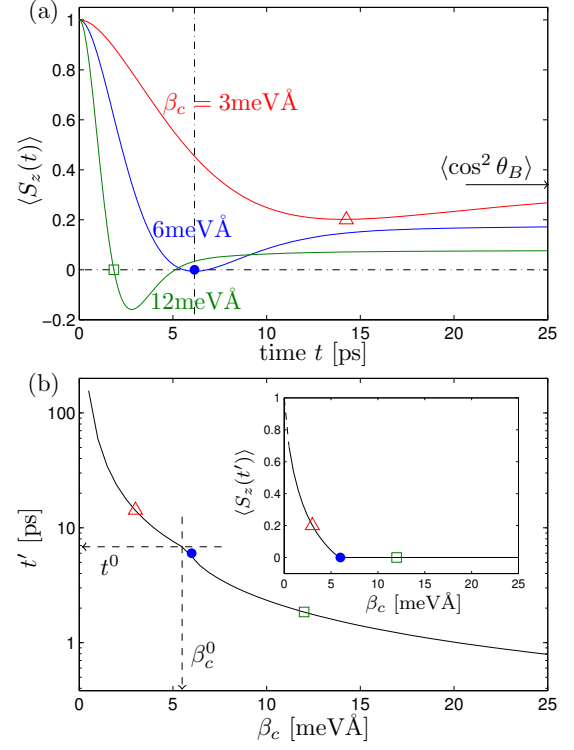 (a)
1
0.8
0.6
0.4
0.2
0
−0.2
⟨S_z(t)⟩
β_c = 3meVÅ
⟨cos² θ_B⟩
6meVÅ
12meVÅ
0 5 10 15 20 25
time t [ps]
(b)
100
10
1
t′ [ps]
t⁰
β_c⁰
0 5 10 15 20 25
β_c [meVÅ]
1
0.8
0.6
0.4
0.2
0
⟨S_z(t′)⟩
0 5 10 15 20 25
β_c [meVÅ]